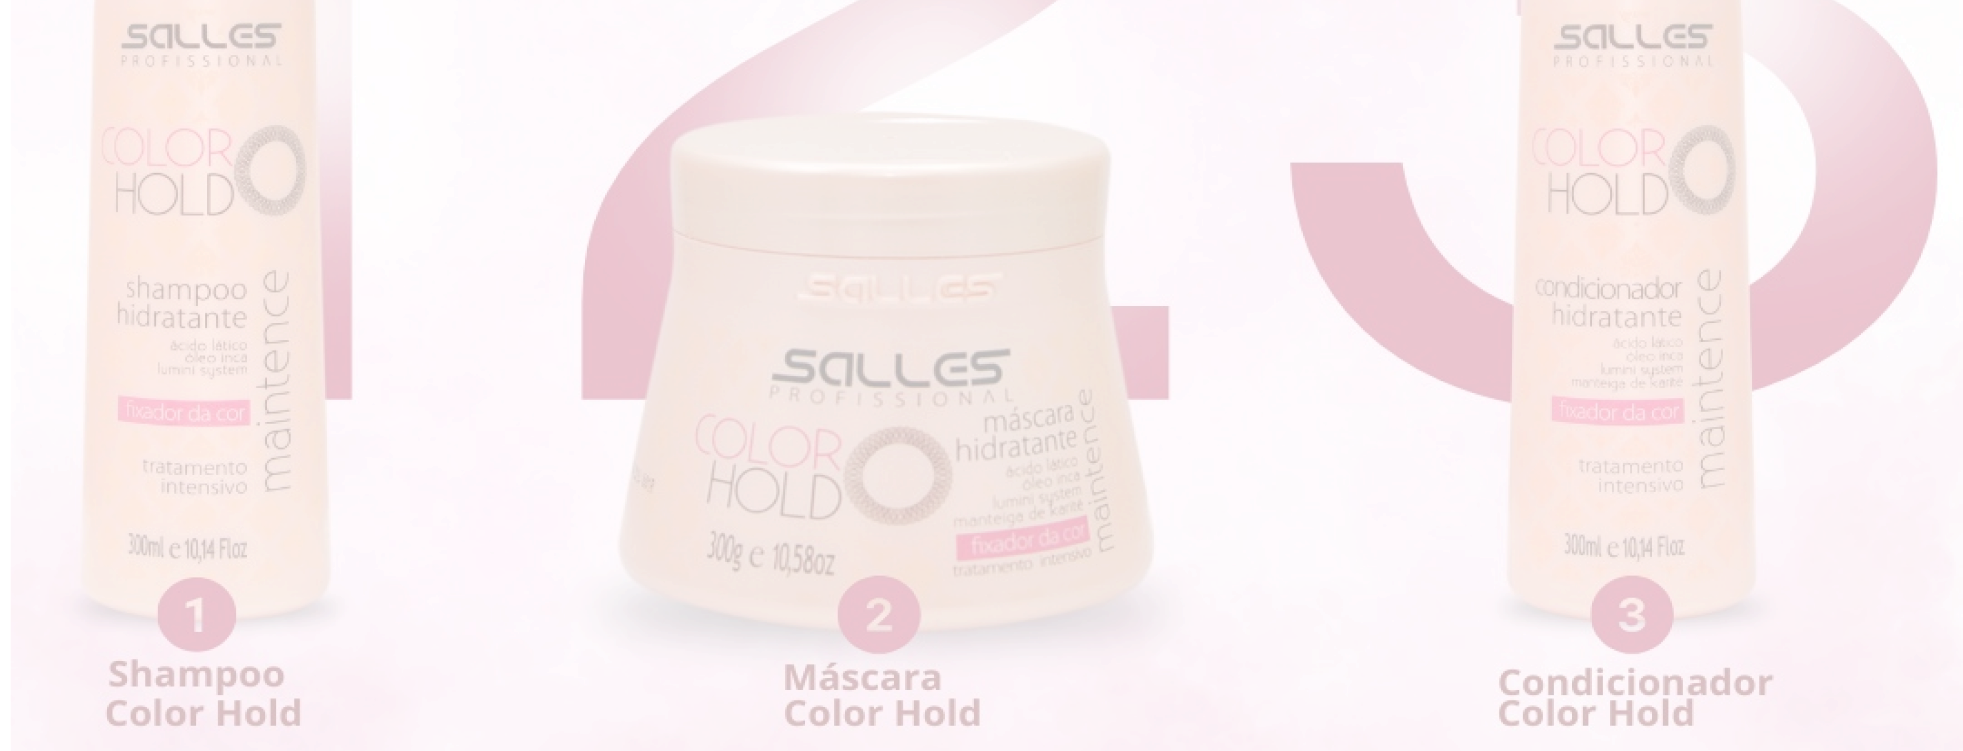 SALLES
PROFISSIONAL
COLOR
HOLD
shampoo
hidratante
ácido lático
óleo inca
lumini system
fixador da cor
maintence
tratamento
intensivo
300ml e 10,14 Floz
1
Shampoo
Color Hold
SALLES
SALLES
PROFISSIONAL
COLOR
HOLD
máscara
hidratante
ácido lático
óleo inca
lumini system
manteiga de karité
fixador da cor
tratamento intensivo
maintence
300g e 10,58oz
2
Máscara
Color Hold
SALLES
PROFISSIONAL
COLOR
HOLD
condicionador
hidratante
ácido lático
óleo inca
lumini system
manteiga de karité
fixador da cor
maintence
tratamento
intensivo
300ml e 10,14 Floz
3
Condicionador
Color Hold